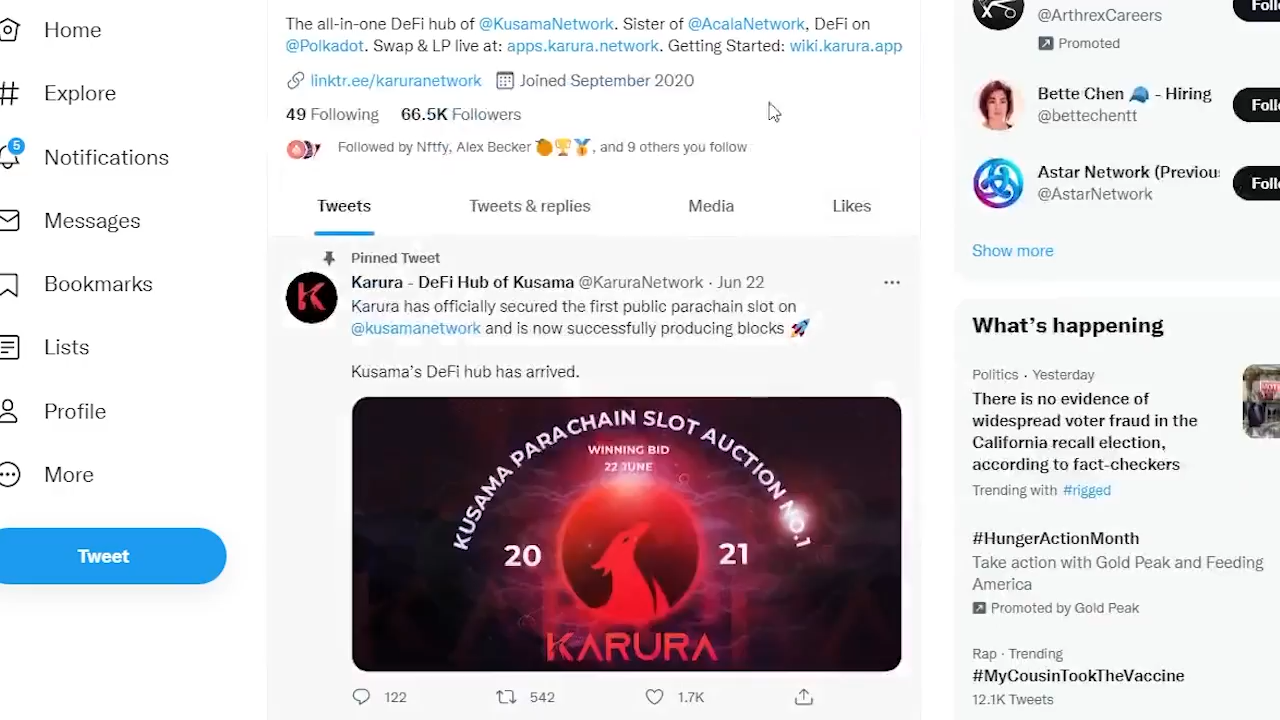 Home
Explore
5
Notifications
Messages
Bookmarks
Lists
Profile
More
Tweet
The all-in-one DeFi hub of @KusamaNetwork. Sister of @AcalaNetwork, DeFi on
@Polkadot. Swap & LP live at: apps.karura.network. Getting Started: wiki.karura.app
linktr.ee/karuranetwork Joined September 2020
49 Following 66.5K Followers
Followed by Nftfy, Alex Becker 🍊🏆🥇, and 9 others you follow
Tweets Tweets & replies Media Likes
Pinned Tweet
Karura - DeFi Hub of Kusama @KaruraNetwork · Jun 22
Karura has officially secured the first public parachain slot on
@kusamanetwork and is now successfully producing blocks 🚀
Kusama's DeFi hub has arrived.
KUSAMA PARACHAIN SLOT AUCTION NO.1
WINNING BID
22 JUNE
20 21
KARURA
122 542 1.7K
@ArthrexCareers
Promoted
Bette Chen 🧢 - Hiring
@bettechentt
Astar Network (Previou
@AstarNetwork
Show more
What's happening
Politics · Yesterday
There is no evidence of
widespread voter fraud in the
California recall election,
according to fact-checkers
Trending with #rigged
#HungerActionMonth
Take action with Gold Peak and Feeding
America
Promoted by Gold Peak
Rap · Trending
#MyCousinTookTheVaccine
12.1K Tweets